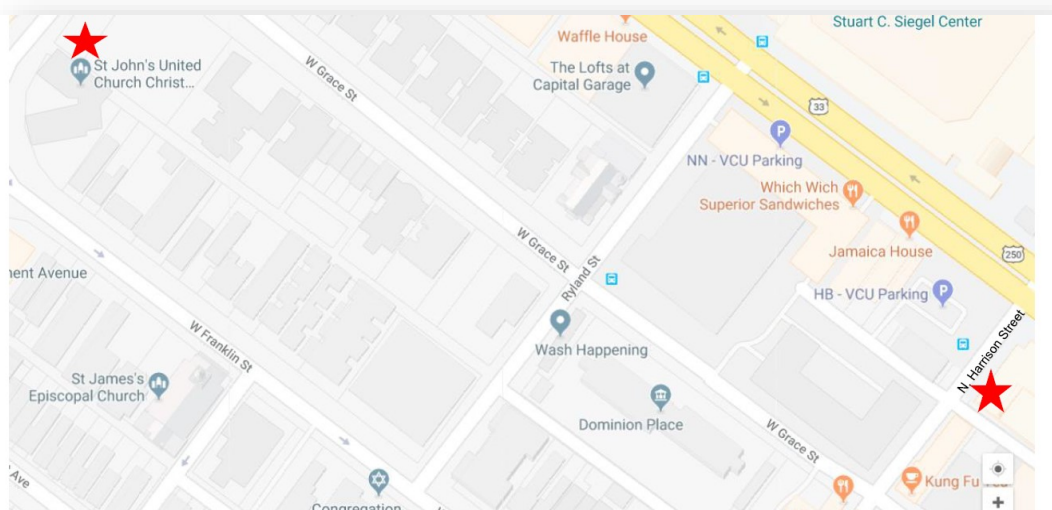 Stuart C. Siegel Center
Waffle House
St John's United
Church Christ...
W Grace St
The Lofts at
Capital Garage
33
P
NN - VCU Parking
Which Wich
Superior Sandwiches
W Grace St
Ryland St
Jamaica House
250
ment Avenue
HB - VCU Parking
P
N. Harrison Street
W Franklin St
Wash Happening
St James's
Episcopal Church
Dominion Place
W Grace St
Ave
Kung Fu
Congregation
+